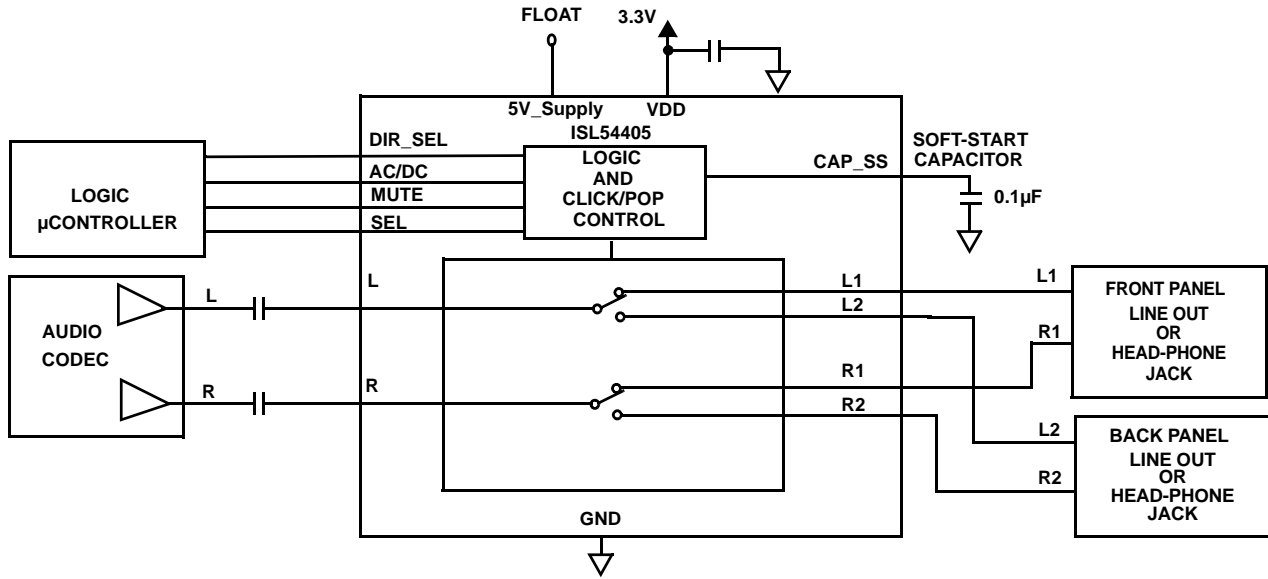 FLOAT
3.3V
5V_Supply
VDD
ISL54405
DIR_SEL
AC/DC
MUTE
SEL
LOGIC
µCONTROLLER
LOGIC
AND
CLICK/POP
CONTROL
CAP_SS
SOFT-START
CAPACITOR
0.1µF
AUDIO
CODEC
L
L
R
R
L1
L2
R1
R2
L1
R1
FRONT PANEL
LINE OUT
OR
HEAD-PHONE
JACK
L2
R2
BACK PANEL
LINE OUT
OR
HEAD-PHONE
JACK
GND